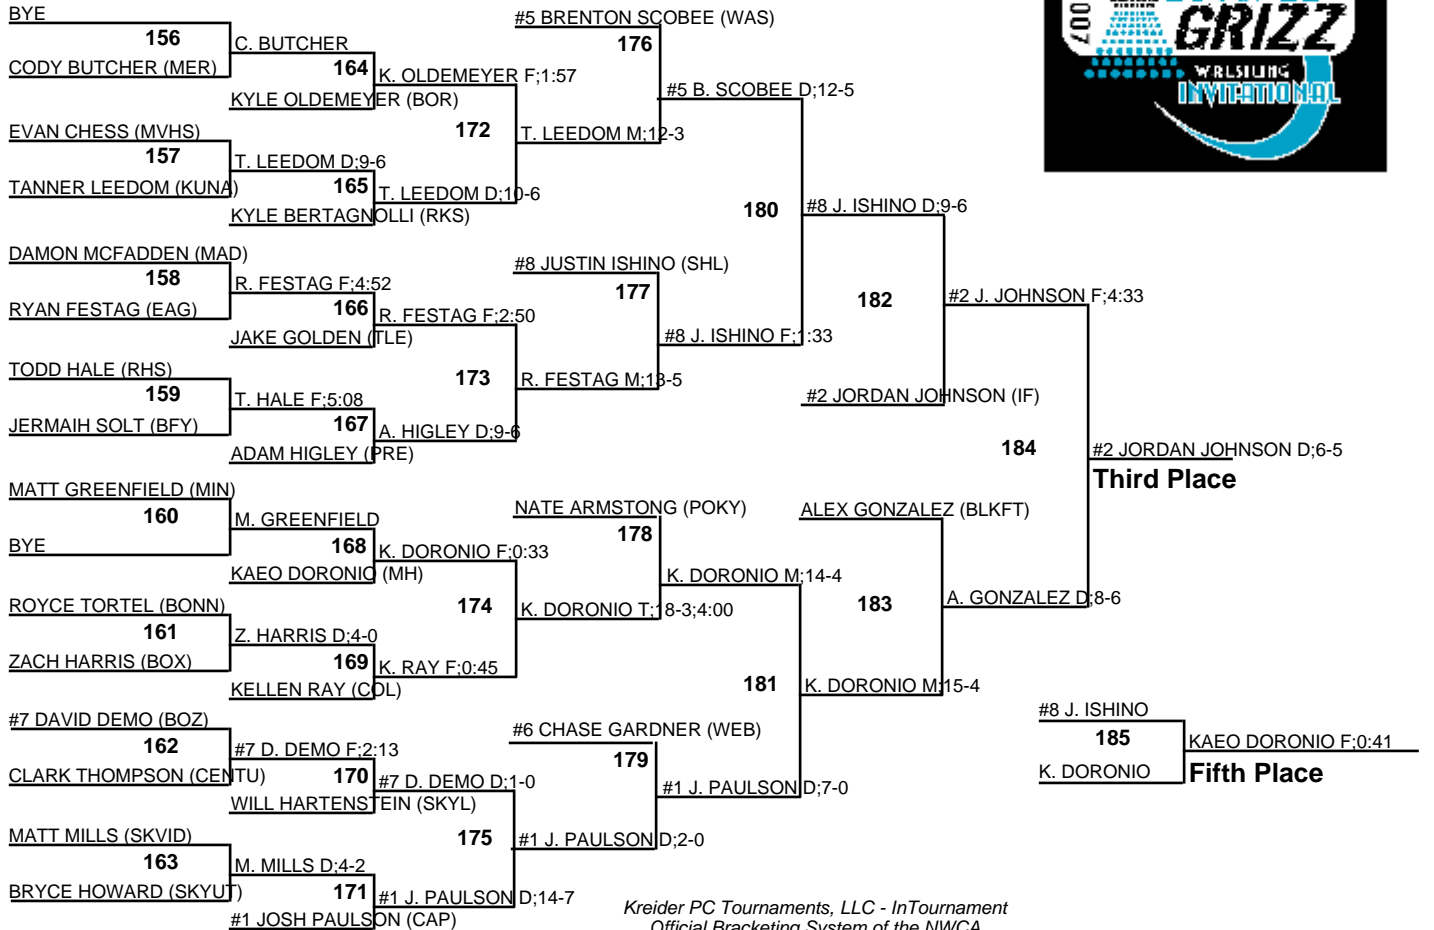 BYE
156
CODY BUTCHER (MER)
C. BUTCHER
164
KYLE OLDEMEYER (BOR)
K. OLDEMEYER F;1:57
EVAN CHESS (MVHS)
157
TANNER LEEDOM (KUNA)
T. LEEDOM D;9-6
165
KYLE BERTAGNOLLI (RKS)
T. LEEDOM D;10-6
172
T. LEEDOM M;12-3
#5 BRENTON SCOBEE (WAS)
176
#5 B. SCOBEE D;12-5
DAMON MCFADDEN (MAD)
158
RYAN FESTAG (EAG)
R. FESTAG F;4:52
166
JAKE GOLDEN (TLE)
R. FESTAG F;2:50
TODD HALE (RHS)
159
JERMAIH SOLT (BFY)
T. HALE F;5:08
167
ADAM HIGLEY (PRE)
A. HIGLEY D;9-6
173
R. FESTAG M;13-5
#8 JUSTIN ISHINO (SHL)
177
#8 J. ISHINO F;1:33
180
#8 J. ISHINO D;9-6
182
#2 JORDAN JOHNSON (IF)
#2 J. JOHNSON F;4:33
MATT GREENFIELD (MIN)
160
BYE
M. GREENFIELD
168
KAEO DORONIO (MH)
K. DORONIO F;0:33
ROYCE TORTEL (BONN)
161
ZACH HARRIS (BOX)
Z. HARRIS D;4-0
169
KELLEN RAY (COL)
K. RAY F;0:45
174
K. DORONIO T;18-3;4:00
NATE ARMSTONG (POKY)
178
K. DORONIO M;14-4
#7 DAVID DEMO (BOZ)
162
CLARK THOMPSON (CENTU)
#7 D. DEMO F;2:13
170
WILL HARTENSTEIN (SKYL)
#7 D. DEMO D;1-0
MATT MILLS (SKVID)
163
BRYCE HOWARD (SKYUT)
M. MILLS D;4-2
171
#1 JOSH PAULSON (CAP)
#1 J. PAULSON D;14-7
175
#1 J. PAULSON D;2-0
#6 CHASE GARDNER (WEB)
179
#1 J. PAULSON D;7-0
181
K. DORONIO M;15-4
183
ALEX GONZALEZ (BLKFT)
A. GONZALEZ D;8-6
184
#2 JORDAN JOHNSON D;6-5
Third Place
#8 J. ISHINO
185
K. DORONIO
KAEO DORONIO F;0:41
Fifth Place
007
GRIZZ
WRESTLING
INVITATIONAL
Kreider PC Tournaments, LLC - InTournament
Official Bracketing System of the NWCA